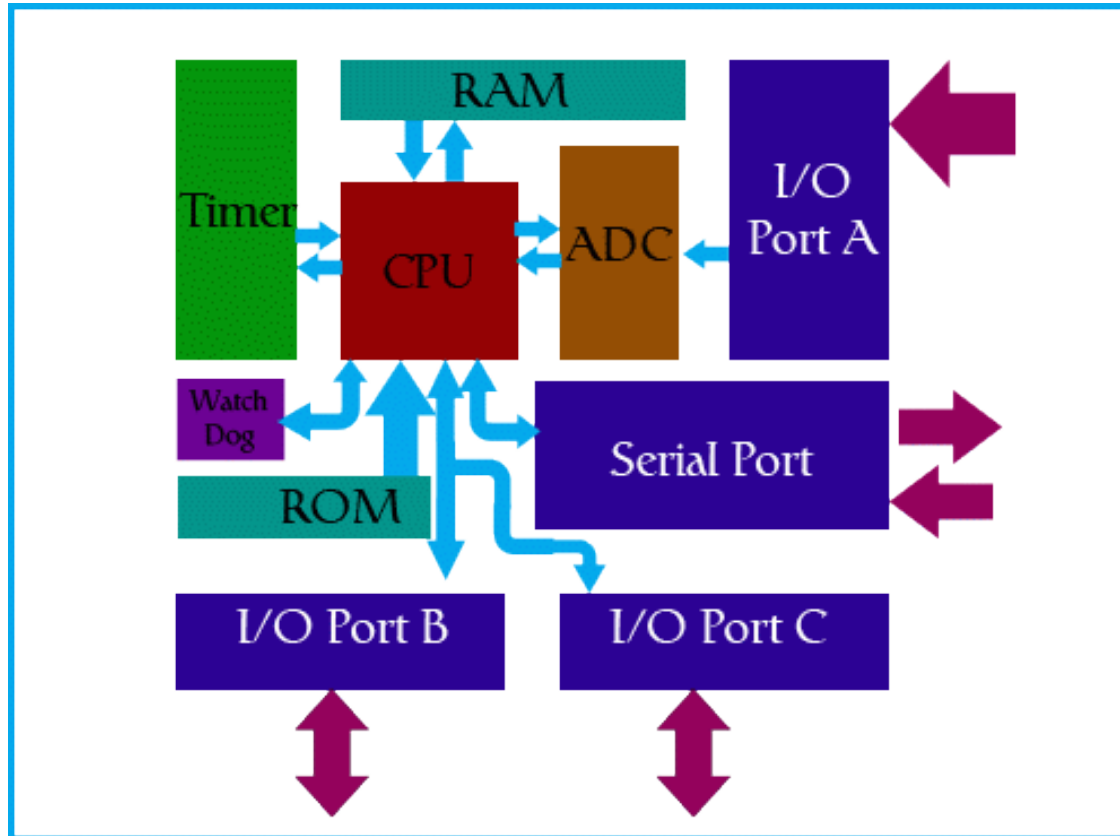 RAM
Timer
CPU
ADC
I/O
Port A
Watch
Dog
ROM
Serial Port
I/O Port B
I/O Port C